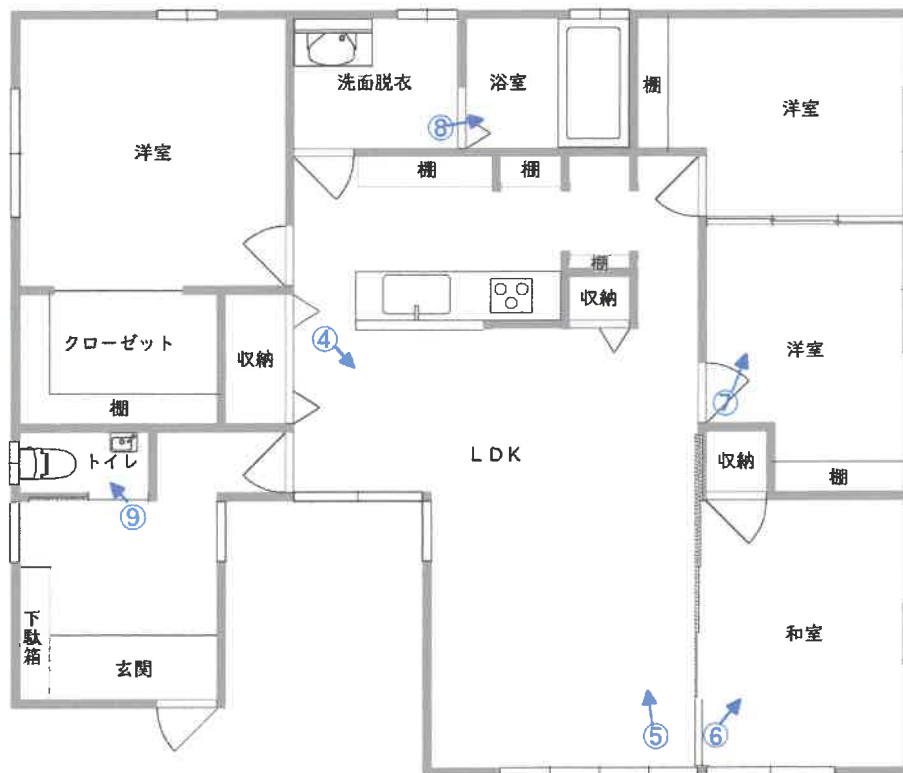 洗面脱衣
浴室
棚
洋室
⑧
洋室
棚
棚
棚
収納
クローゼット
収納
④
洋室
棚
⑦
トイレ
LDK
収納
棚
⑨
下駄箱
和室
玄関
⑤
⑥